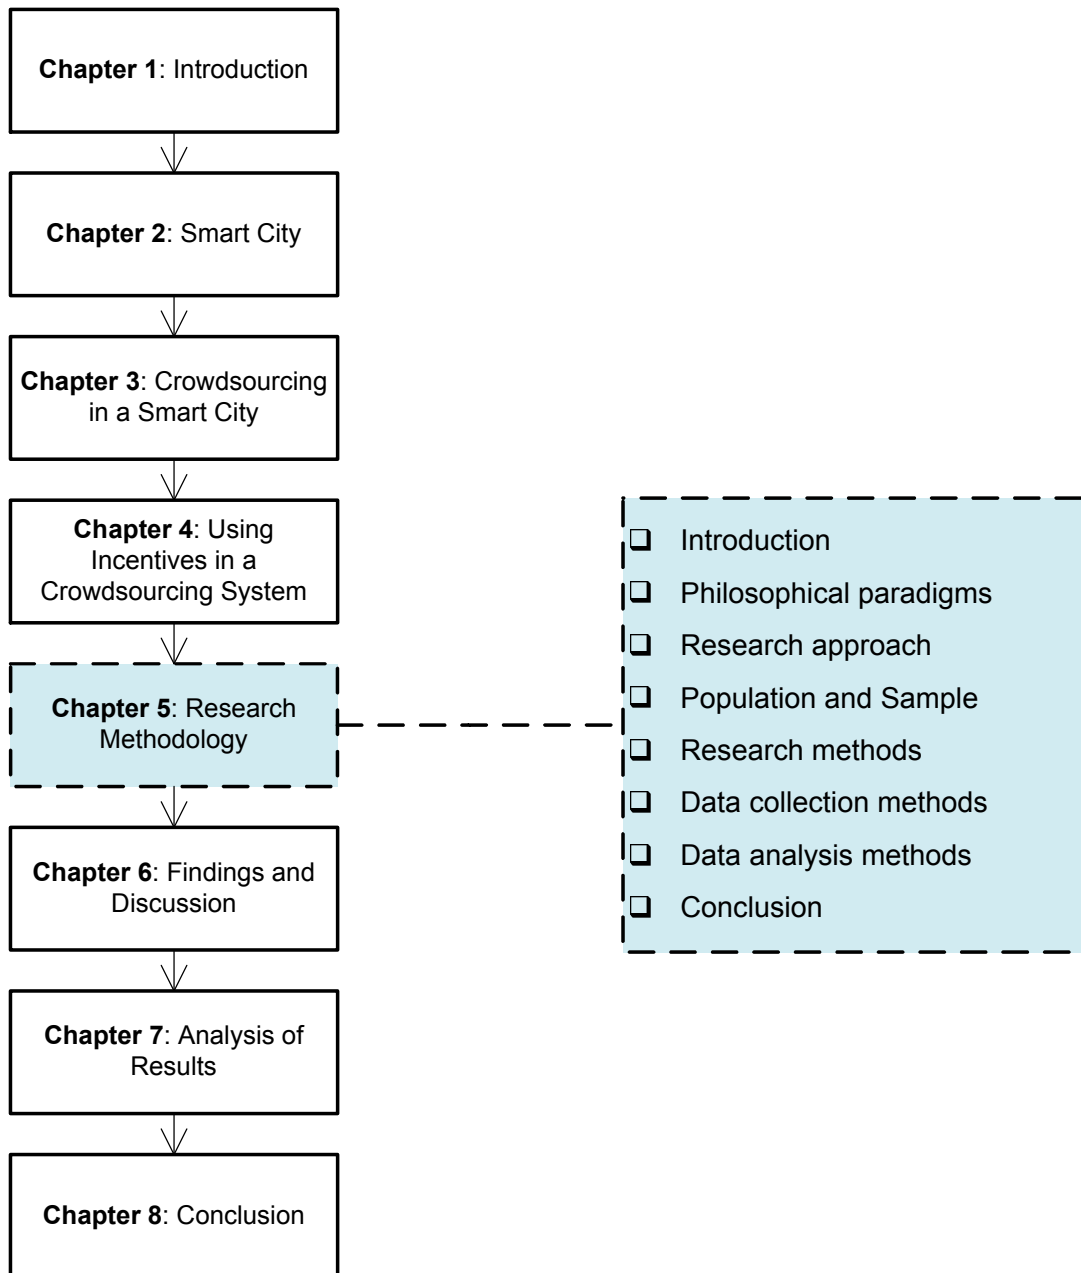 Chapter 1: Introduction
Chapter 2: Smart City
Chapter 3: Crowdsourcing
in a Smart City
Chapter 4: Using
Incentives in a
Crowdsourcing System
Chapter 5: Research
Methodology
Chapter 6: Findings and
Discussion
Chapter 7: Analysis of
Results
Chapter 8: Conclusion
Introduction
Philosophical paradigms
Research approach
Population and Sample
Research methods
Data collection methods
Data analysis methods
Conclusion